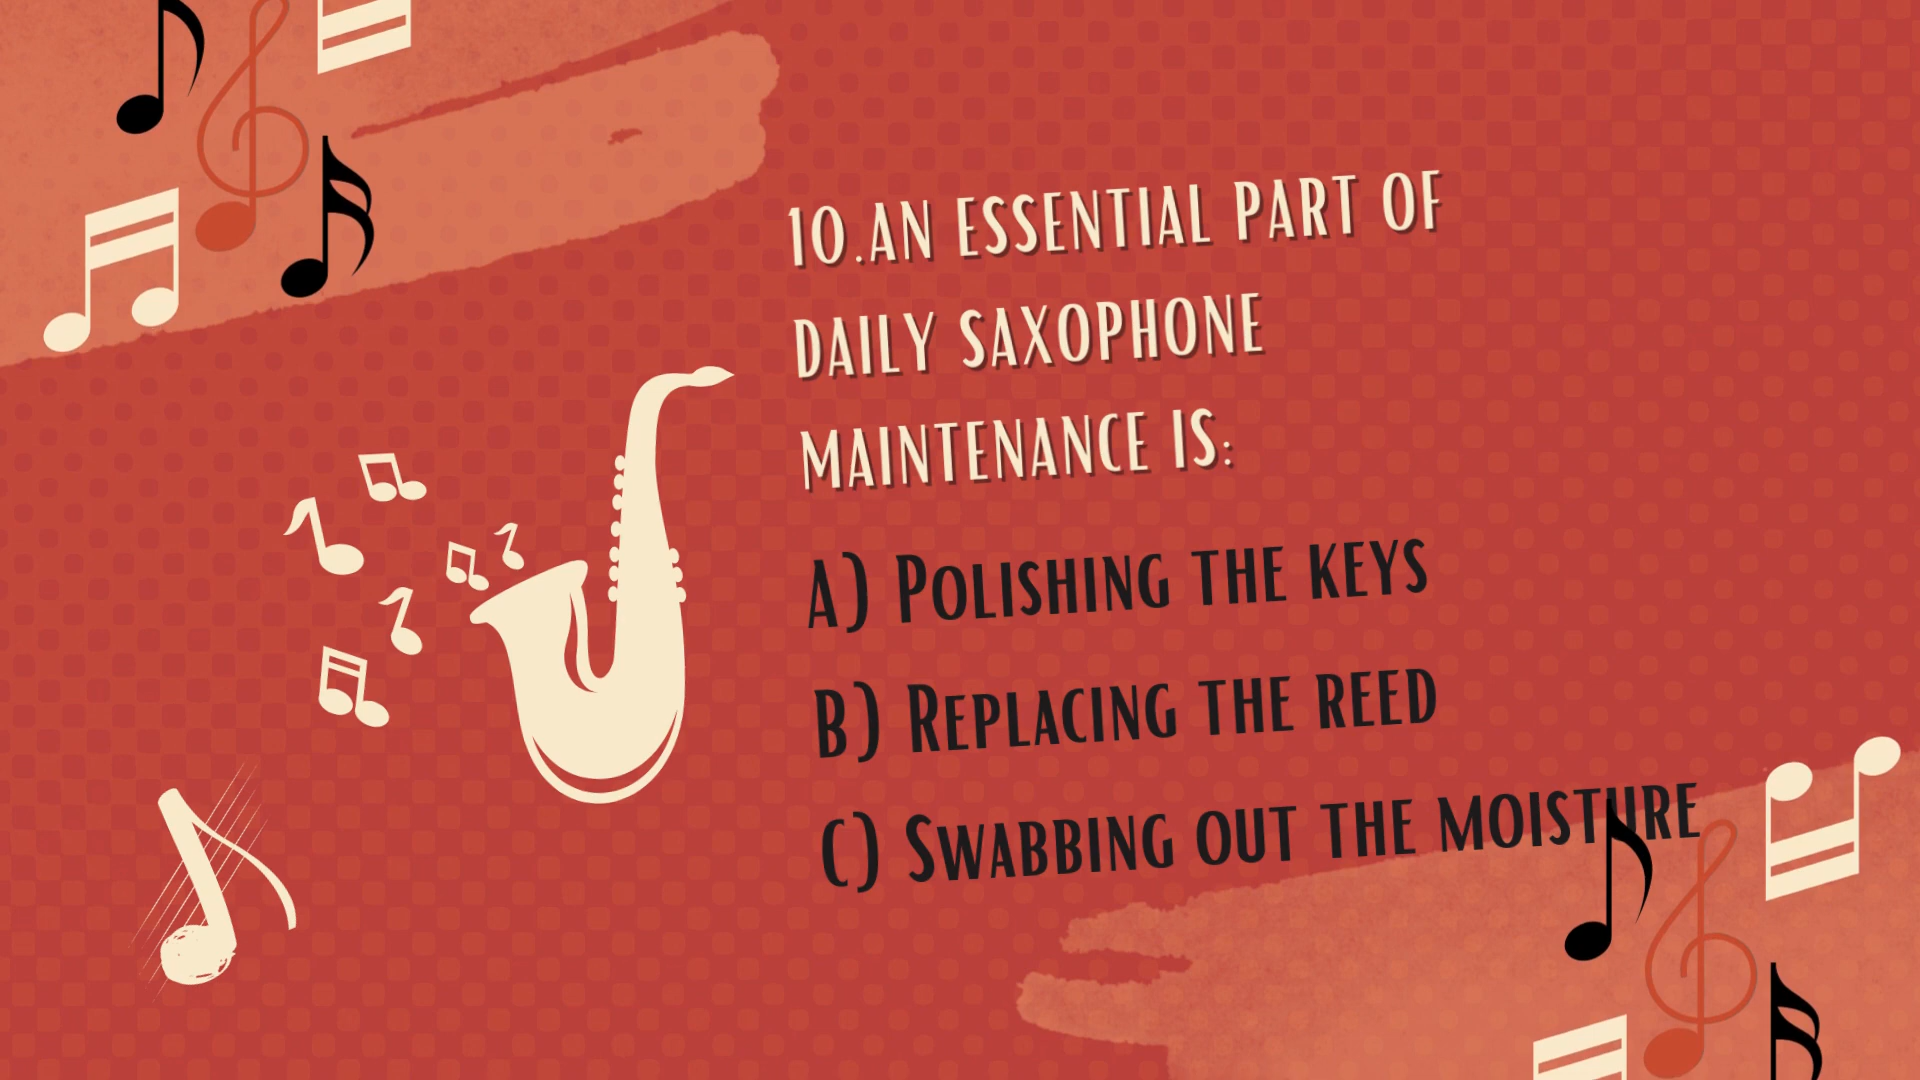 10.AN ESSENTIAL PART OF
DAILY SAXOPHONE
MAINTENANCE IS:
A) POLISHING THE KEYS
B) REPLACING THE REED
C) SWABBING OUT THE MOISTURE